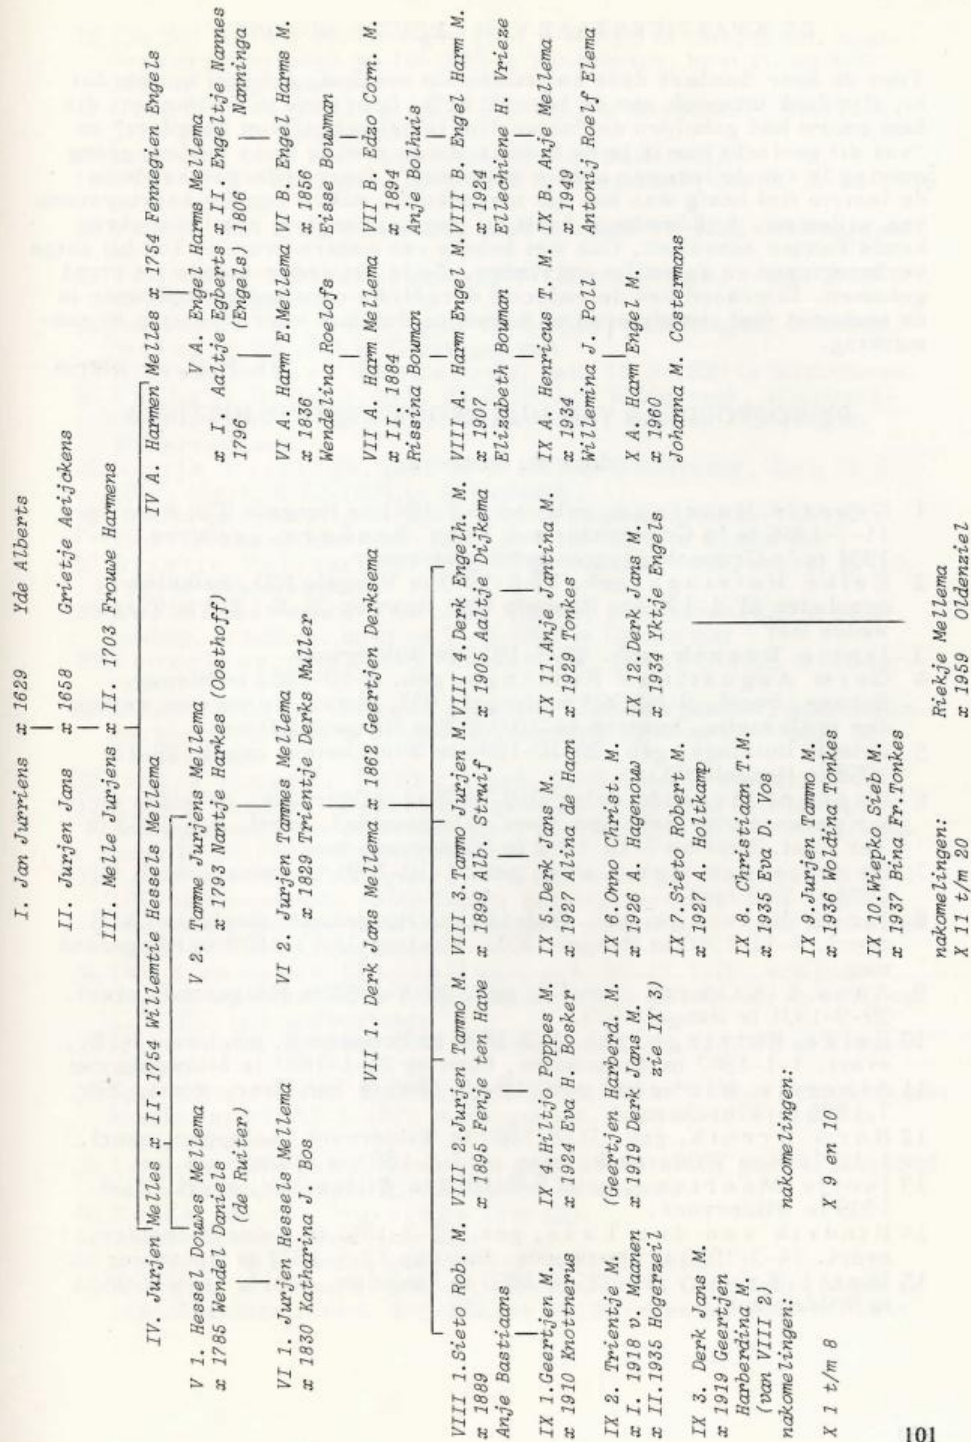 I. Jan Jurriens x 1629 Yde Alberts
II. Jurjen Jans x 1658 Grietje Aeijckens
III. Melle Jurjens x II. 1703 Frouwe Harmens
IV. Jurjen Melles x II. 1754 Willemtie Hessels Mellema
IV A. Harmen Melles x 1754 Fennegien Engels
V 1. Hessel Douwes Mellema
x 1785 Wendel Daniels
(de Ruiter)
V 2. Tamme Jurjens Mellema
x 1793 Nantje Harkes (Oosthoff)
V A. Engel Harms Mellema
x I. Aaltje Egberts x II. Engeltje Nannes
1796 (Engels) 1806 Nanninga
VI 1. Jurjen Hessels Mellema
x 1830 Katharina J Bos
VI 2. Jurjen Tammes Mellema
x 1829 Trientje Derks Muller
VI A. Harm E.Mellema
x 1836
Wendelina Roelofs
VI B. Engel Harms M.
x 1856
Eisse Bouwman
VII 1. Derk Jans Mellema x 1862 Geertjen Derksema
VII A. Harm Mellema
x II. 1884
Rissina Bouman
VII B. Edzo Corn. M.
x 1894
Anje Bolhuis
VIII 1.Sieto Rob. M.
x 1889
Anje Bastiaans
VIII 2.Jurjen Tammo M.
x 1895 Fenje ten Have
VIII 3.Tammo Jurjen M.
x 1899 Alb. Struif
VIII 4.Derk Engelh. M.
x 1905 Aaltje Dijkema
VIII A. Harm Engel M.
x 1907
Elizabeth Bouman
VIII B. Engel Harm M.
x 1924
Ellechiene H. Vrieze
IX 1.Geertjen M.
x 1910 Knottnerus
IX 14.Hiltjo Poppes M.
x 1924 Eva H. Bosker
IX 15.Derk Jans M.
x 1927 Alina de Haan
IX 11.Anje Jantina M.
x 1929 Tonkes
IX A. Henricus H. M.
x 1934
Willemina J. Poll
IX B. Anje Mellema
x 1949
Antonij Roelf Elema
IX 2. Trientje M.
x I. 1918 v. Maanen
x II.1935 Hogerzeil
(Geertjen Harberd. M.
x 1919 Derk Jans M.
zie IX 3)
IX 16.Onno Christ. M.
x 1926 A. Hagenouw
IX 12.Derk Jans M.
x 1934 Yktje Engels
X A. Harm Engel M.
x 1960
Johanna M. Costermans
IX 3. Derk Jans M.
x 1919 Geertjen
Harberdina M.
(van VIII 2)
nakomelingen:
X 1 t/m 8
nakomelingen:
X 9 en 10
IX 17.Sieto Robert M.
x 1927 A. Holtkamp
IX 8. Christiaan T.M.
x 1935 Eva D. Vos
IX 9.Jurjen Tammo M.
x 1936 Woldina Tonkes
IX 10.Wiepko Sieb M.
x 1937 Bina Fr.Tonkes
nakomelingen:
X 11 t/m 20
Riekje Mellema
x 1959 Oldenziel
101